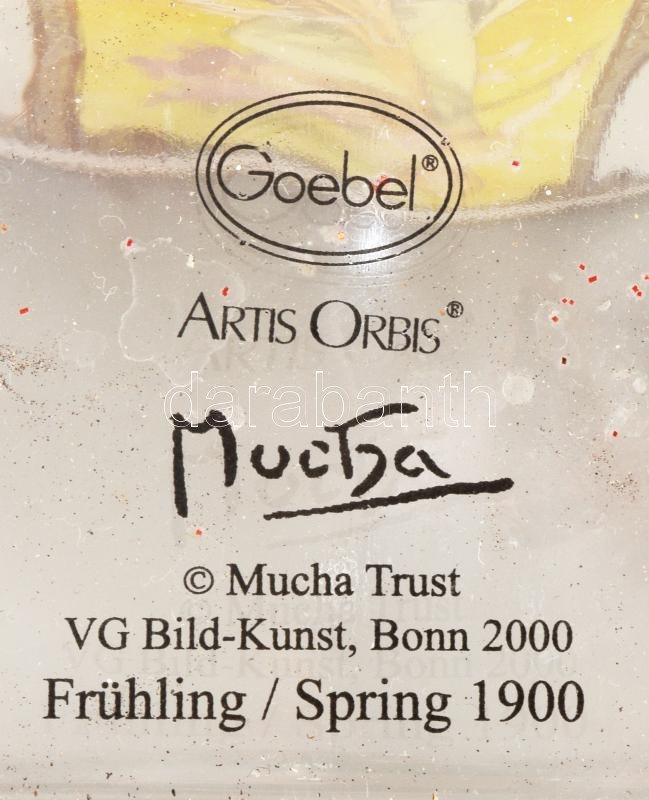 Goebel®
ARTIS ORBIS®
darabanth
Mucha
© Mucha Trust
VG Bild-Kunst, Bonn 2000
Frühling / Spring 1900